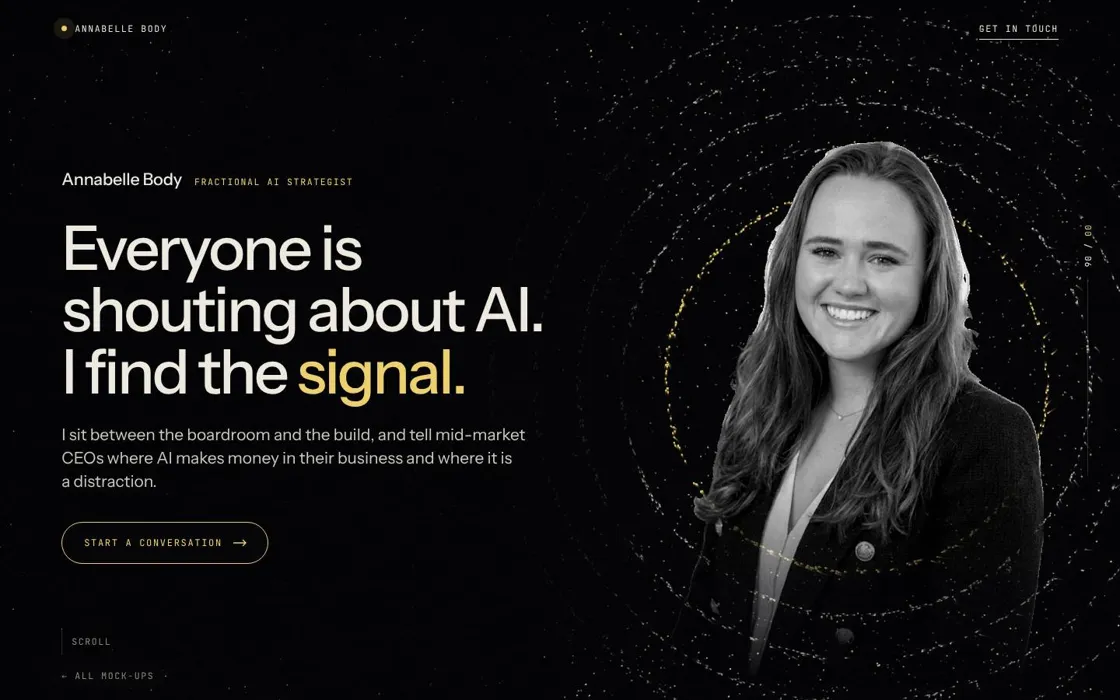 ANNABELLE BODY
GET IN TOUCH
Annabelle Body FRACTIONAL AI STRATEGIST
Everyone is
shouting about AI.
I find the signal.
I sit between the boardroom and the build, and tell mid-market
CEOs where AI makes money in their business and where it is
a distraction.
START A CONVERSATION →
00 / 06
SCROLL
← ALL MOCK-UPS